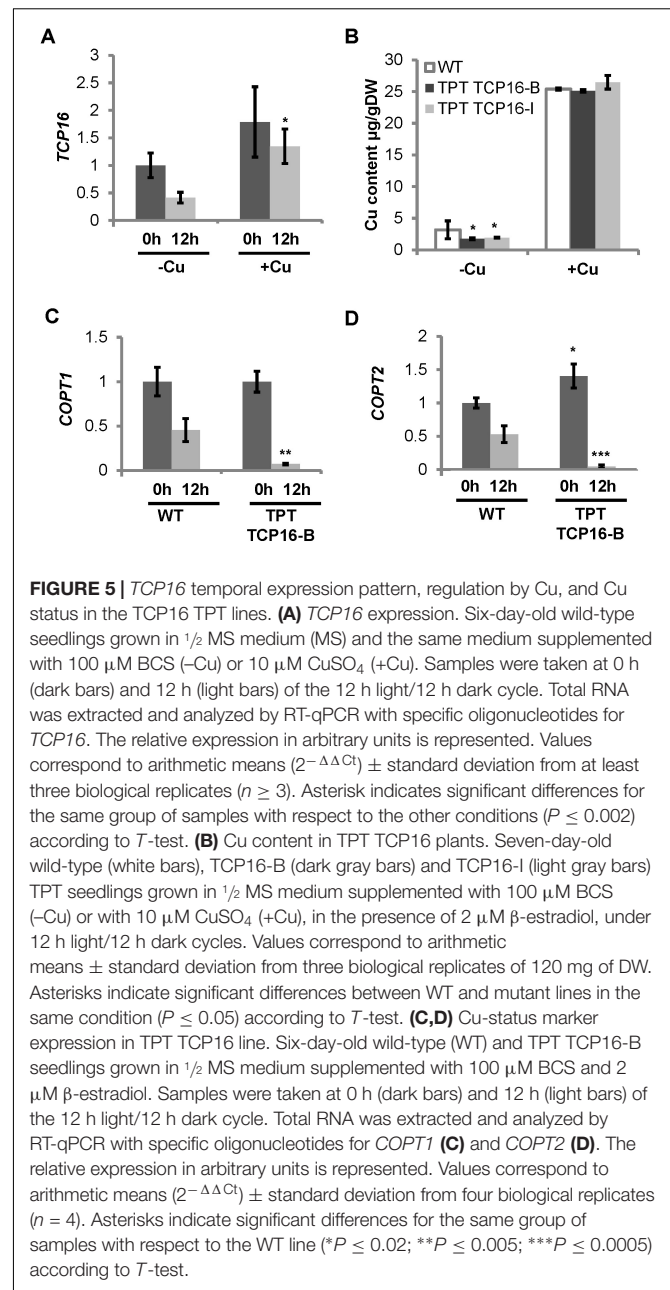 A
B
3
2.5
2
1.5
1
0.5
0
TCP16
*
0h 12h 0h 12h
-Cu +Cu
30
25
20
15
10
5
0
Cu content µg/gDW
WT
TPT TCP16-B
TPT TCP16-I
* *
-Cu +Cu
C
D
1.5
1
0.5
0
COPT1
**
0h 12h 0h 12h
WT TPT
TCP16-B
2
1.5
1
0.5
0
COPT2
*
***
0h 12h 0h 12h
WT TPT
TCP16-B
FIGURE 5 | TCP16 temporal expression pattern, regulation by Cu, and Cu
status in the TCP16 TPT lines. (A) TCP16 expression. Six-day-old wild-type
seedlings grown in 1/2 MS medium (MS) and the same medium supplemented
with 100 µM BCS (–Cu) or 10 µM CuSO₄ (+Cu). Samples were taken at 0 h
(dark bars) and 12 h (light bars) of the 12 h light/12 h dark cycle. Total RNA
was extracted and analyzed by RT-qPCR with specific oligonucleotides for
TCP16. The relative expression in arbitrary units is represented. Values
correspond to arithmetic means (2⁻ΔΔCt) ± standard deviation from at least
three biological replicates (n ≥ 3). Asterisk indicates significant differences for
the same group of samples with respect to the other conditions (P ≤ 0.002)
according to T-test. (B) Cu content in TPT TCP16 plants. Seven-day-old
wild-type (white bars), TCP16-B (dark gray bars) and TCP16-I (light gray bars)
TPT seedlings grown in 1/2 MS medium supplemented with 100 µM BCS
(–Cu) or with 10 µM CuSO₄ (+Cu), in the presence of 2 µM β-estradiol, under
12 h light/12 h dark cycles. Values correspond to arithmetic
means ± standard deviation from three biological replicates of 120 mg of DW.
Asterisks indicate significant differences between WT and mutant lines in the
same condition (P ≤ 0.05) according to T-test. (C,D) Cu-status marker
expression in TPT TCP16 line. Six-day-old wild-type (WT) and TPT TCP16-B
seedlings grown in 1/2 MS medium supplemented with 100 µM BCS and 2
µM β-estradiol. Samples were taken at 0 h (dark bars) and 12 h (light bars) of
the 12 h light/12 h dark cycle. Total RNA was extracted and analyzed by
RT-qPCR with specific oligonucleotides for COPT1 (C) and COPT2 (D). The
relative expression in arbitrary units is represented. Values correspond to
arithmetic means (2⁻ΔΔCt) ± standard deviation from four biological replicates
(n = 4). Asterisks indicate significant differences for the same group of
samples with respect to the WT line (*P ≤ 0.02; **P ≤ 0.005; ***P ≤ 0.0005)
according to T-test.